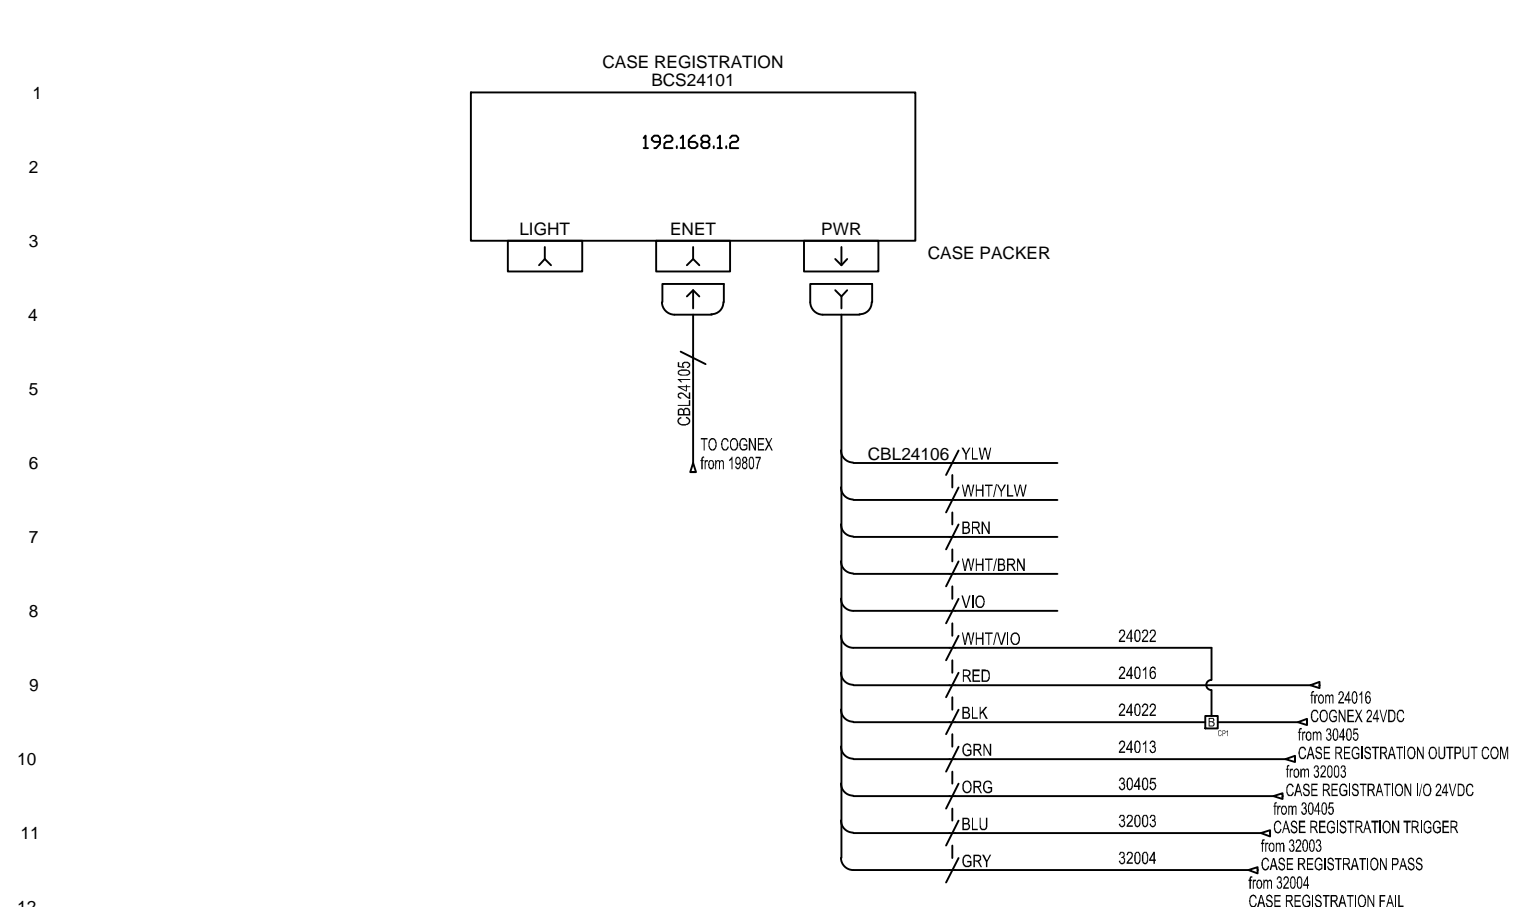 CASE REGISTRATION
BCS24101
1
192.168.1.2
2
LIGHT
ENET
PWR
3
CASE PACKER
4
CBL24105
5
TO COGNEX
from 19807
6
CBL24106
YLW
WHT/YLW
7
BRN
WHT/BRN
8
VIO
WHT/VIO
24022
9
RED
24016
from 24016
COGNEX 24VDC
BLK
24022
B
CP1
from 30405
CASE REGISTRATION OUTPUT COM
10
GRN
24013
from 32003
CASE REGISTRATION I/O 24VDC
ORG
30405
from 30405
CASE REGISTRATION TRIGGER
11
BLU
32003
from 32003
CASE REGISTRATION PASS
GRY
32004
from 32004
CASE REGISTRATION FAIL
12